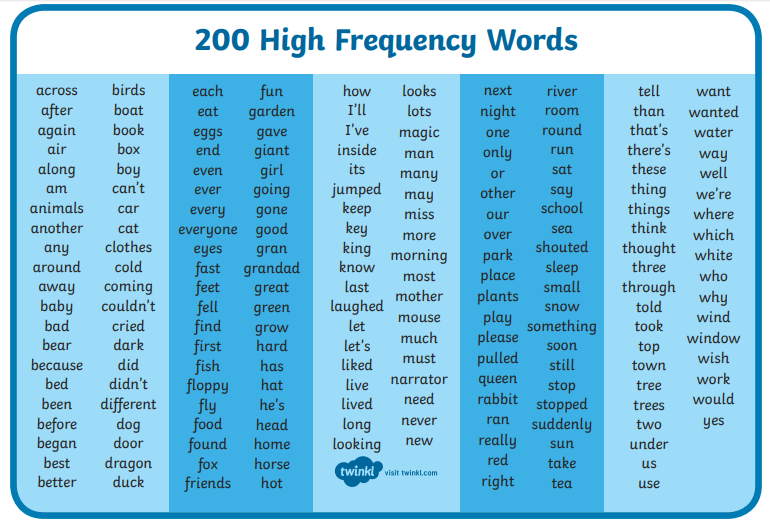 200 High Frequency Words
across
after
again
air
along
am
animals
another
any
around
away
baby
bad
bear
because
bed
been
before
began
best
better
birds
boat
book
box
boy
can't
car
cat
clothes
cold
coming
couldn't
cried
dark
did
didn't
different
dog
door
dragon
duck
each
eat
eggs
end
even
ever
every
everyone
eyes
fast
feet
fell
find
first
fish
floppy
fly
food
found
fox
friends
fun
garden
gave
giant
girl
going
gone
good
gran
grandad
great
green
grow
hard
has
hat
he's
head
home
horse
hot
how
I'll
I've
inside
its
jumped
keep
key
king
know
last
laughed
let
let's
liked
live
lived
long
looking
looks
lots
magic
man
many
may
miss
more
morning
most
mother
mouse
much
must
narrator
need
never
new
next
night
one
only
or
other
our
over
park
place
plants
play
please
pulled
queen
rabbit
ran
really
red
right
river
room
round
run
sat
say
school
sea
shouted
sleep
small
snow
something
soon
still
stop
stopped
suddenly
sun
take
tea
tell
than
that's
there's
these
thing
things
think
thought
three
through
told
took
top
town
tree
trees
two
under
us
use
want
wanted
water
way
well
we're
where
which
white
who
why
wind
window
wish
work
would
yes
twinkl visit twinkl.com